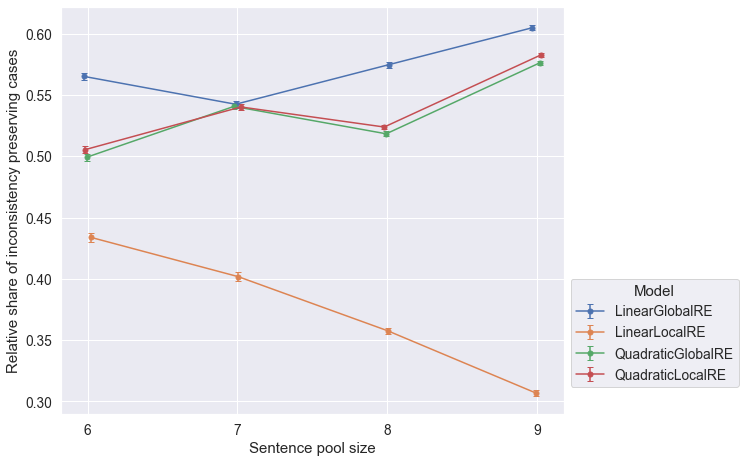 Relative share of inconsistency preserving cases
0.60
0.55
0.50
0.45
0.40
0.35
0.30
6 7 8 9
Sentence pool size
Model
LinearGlobalRE
LinearLocalRE
QuadraticGlobalRE
QuadraticLocalRE